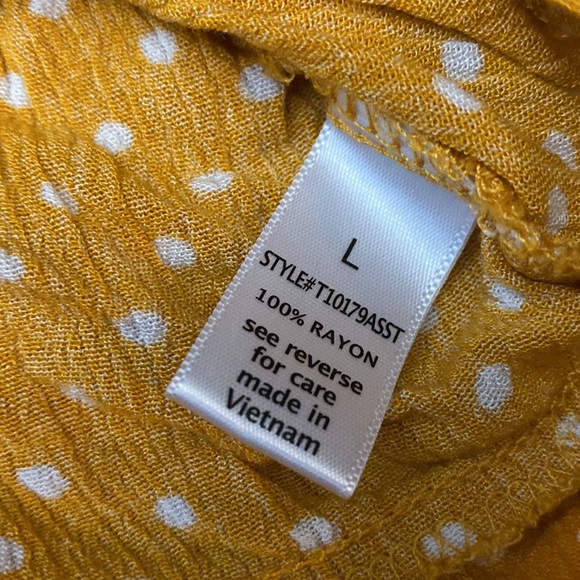 L
STYLE#T10179ASST
100% RAYON
see reverse
for care
made in
Vietnam